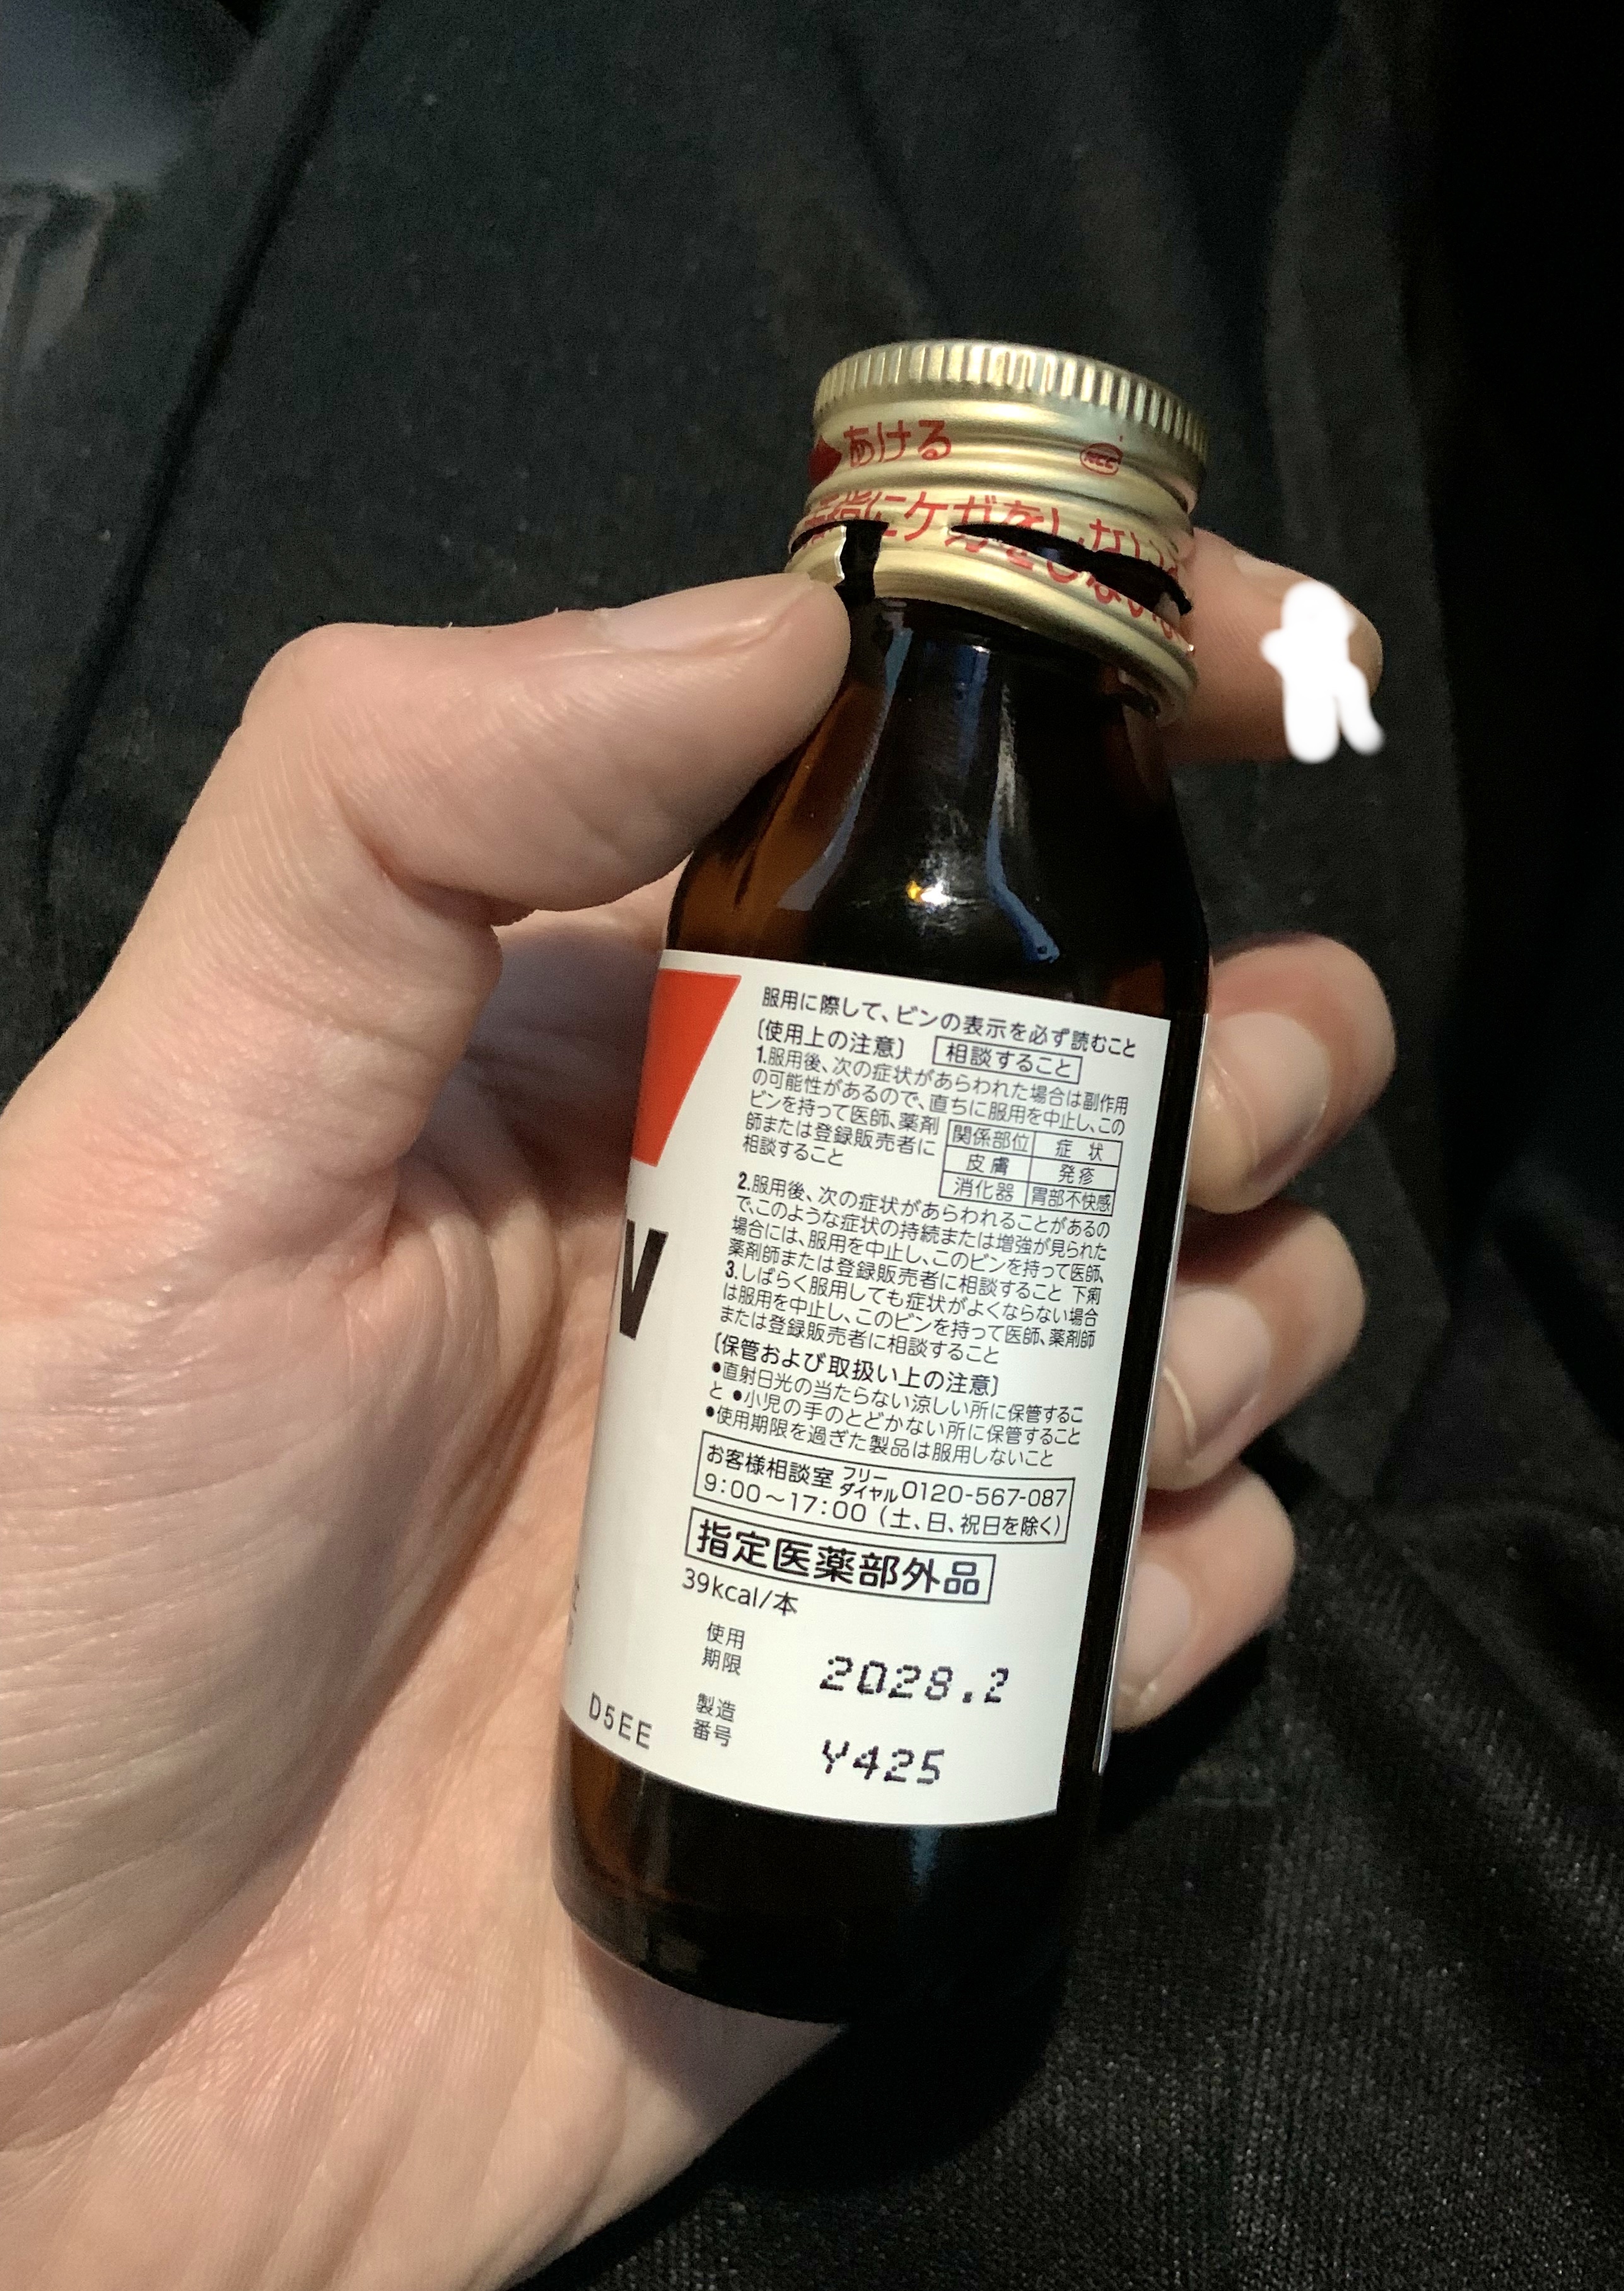 あける
NCC
手指にケガをしない
服用に際して、ビンの表示を必ず読むこと
〔使用上の注意〕 相談すること
1.服用後、次の症状があらわれた場合は副作用
の可能性があるので、直ちに服用を中止し、この
ビンを持って医師、薬剤
師または登録販売者に
相談すること
関係部位 症状
皮膚 発疹
消化器 胃部不快感
2.服用後、次の症状があらわれることがあるの
で、このような症状の持続または増強が見られた
場合には、服用を中止し、このビンを持って医師、
薬剤師または登録販売者に相談すること 下痢
3.しばらく服用しても症状がよくならない場合
は服用を中止し、このビンを持って医師、薬剤師
または登録販売者に相談すること
〔保管および取扱い上の注意〕
●直射日光の当たらない涼しい所に保管するこ
と ●小児の手のとどかない所に保管すること
●使用期限を過ぎた製品は服用しないこと
お客様相談室 フリーダイヤル 0120-567-087
9:00~17:00(土、日、祝日を除く)
指定医薬部外品
39kcal/本
使用
期限 2028.2
製造
番号 Y425
D5EE
V